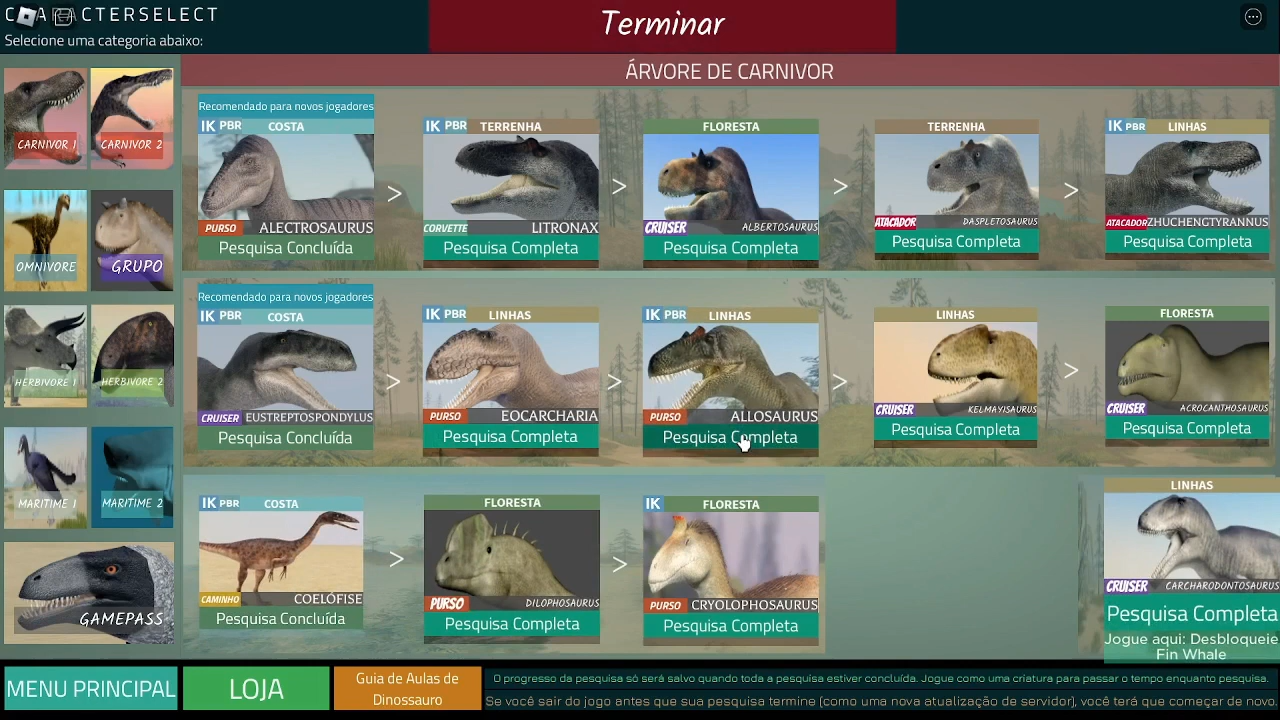 C A R A C T E R S E L E C T
Selecione uma categoria abaixo:
Terminar
ÁRVORE DE CARNIVOR
CARNIVOR 1
CARNIVOR 2
OMNIVORE
GRUPO
HERBIVORE 1
HERBIVORE 2
MARITIME 1
MARITIME 2
GAMEPASS
Recomendado para novos jogadores
IK PBR COSTA
PURSO ALECTROSAURUS
Pesquisa Concluída
>
IK PBR TERRENHA
CORVETTE LITRONAX
Pesquisa Completa
>
FLORESTA
CRUISER ALBERTOSAURUS
Pesquisa Completa
>
TERRENHA
ATACADOR DASPLETOSAURUS
Pesquisa Completa
>
IK PBR LINHAS
ATACADOR ZHUCHENGTYRANNUS
Pesquisa Completa
Recomendado para novos jogadores
IK PBR COSTA
CRUISER EUSTREPTOSPONDYLUS
Pesquisa Concluída
>
IK PBR LINHAS
PURSO EOCARCHARIA
Pesquisa Completa
>
IK PBR LINHAS
PURSO ALLOSAURUS
Pesquisa Completa
>
LINHAS
CRUISER KELMAYISAURUS
Pesquisa Completa
>
FLORESTA
CRUISER ACROCANTHOSAURUS
Pesquisa Completa
IK PBR COSTA
CAMINHO COELÓFISE
Pesquisa Concluída
>
FLORESTA
PURSO DILOPHOSAURUS
Pesquisa Completa
>
IK FLORESTA
PURSO CRYOLOPHOSAURUS
Pesquisa Completa
LINHAS
CRUISER CARCHARODONTOSAURUS
Pesquisa Completa
Jogue aqui: Desbloqueie
Fin Whale
MENU PRINCIPAL
LOJA
Guia de Aulas de
Dinossauro
O progresso da pesquisa só será salvo quando toda a pesquisa estiver concluída. Jogue como uma criatura para passar o tempo enquanto pesquisa.
Se você sair do jogo antes que sua pesquisa termine (como uma nova atualização de servidor), você terá que começar de novo.